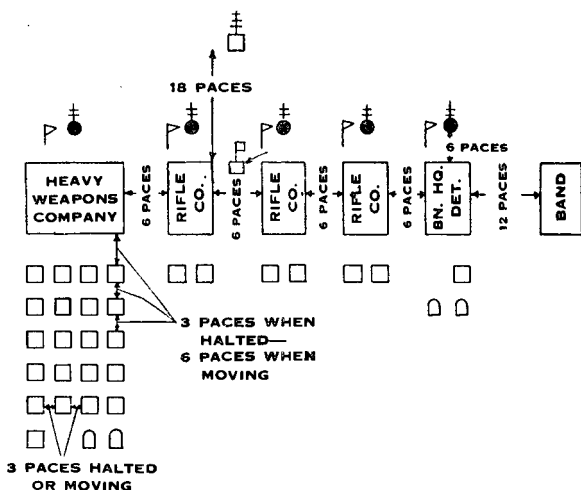 18 PACES
6 PACES
HEAVY
WEAPONS
COMPANY
6 PACES
RIFLE
CO.
6 PACES
RIFLE
CO.
6 PACES
RIFLE
CO.
6 PACES
BN. HQ.
DET.
12 PACES
BAND
3 PACES WHEN
HALTED—
6 PACES WHEN
MOVING
3 PACES HALTED
OR MOVING